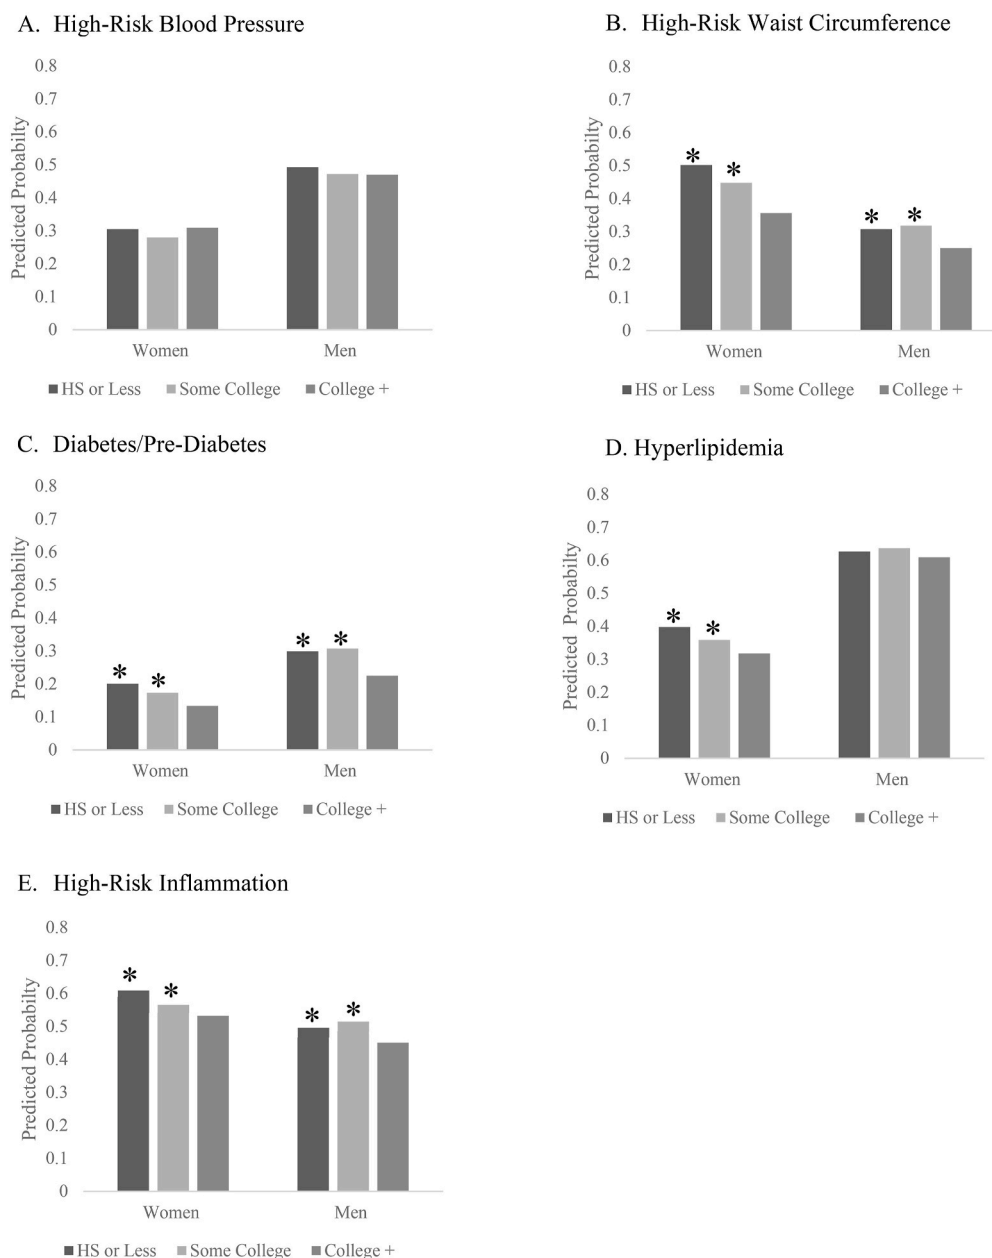 A. High-Risk Blood Pressure
0.8
0.7
0.6
0.5
0.4
0.3
0.2
0.1
0
Predicted Probabilty
Women Men
HS or Less Some College College +
B. High-Risk Waist Circumference
0.8
0.7
0.6
0.5
0.4
0.3
0.2
0.1
0
Predicted Probabilty
* * * *
Women Men
HS or Less Some College College +
C. Diabetes/Pre-Diabetes
0.8
0.7
0.6
0.5
0.4
0.3
0.2
0.1
0
Predicted Probabilty
* * * *
Women Men
HS or Less Some College College +
D. Hyperlipidemia
0.8
0.7
0.6
0.5
0.4
0.3
0.2
0.1
0
Predicted Probabilty
* *
Women Men
HS or Less Some College College +
E. High-Risk Inflammation
0.8
0.7
0.6
0.5
0.4
0.3
0.2
0.1
0
Predicted Probabilty
* * * *
Women Men
HS or Less Some College College +